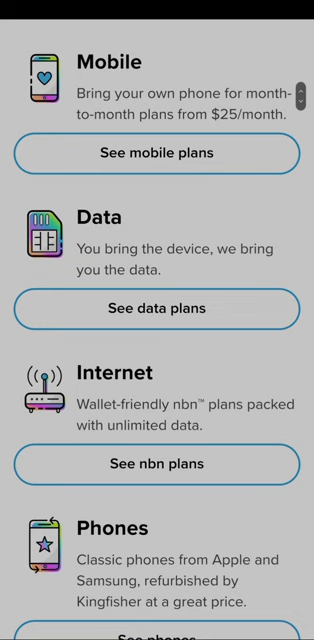 Mobile
Bring your own phone for month-
to-month plans from $25/month.
See mobile plans
Data
You bring the device, we bring
you the data.
See data plans
Internet
Wallet-friendly nbn™ plans packed
with unlimited data.
See nbn plans
Phones
Classic phones from Apple and
Samsung, refurbished by
Kingfisher at a great price.
See phones